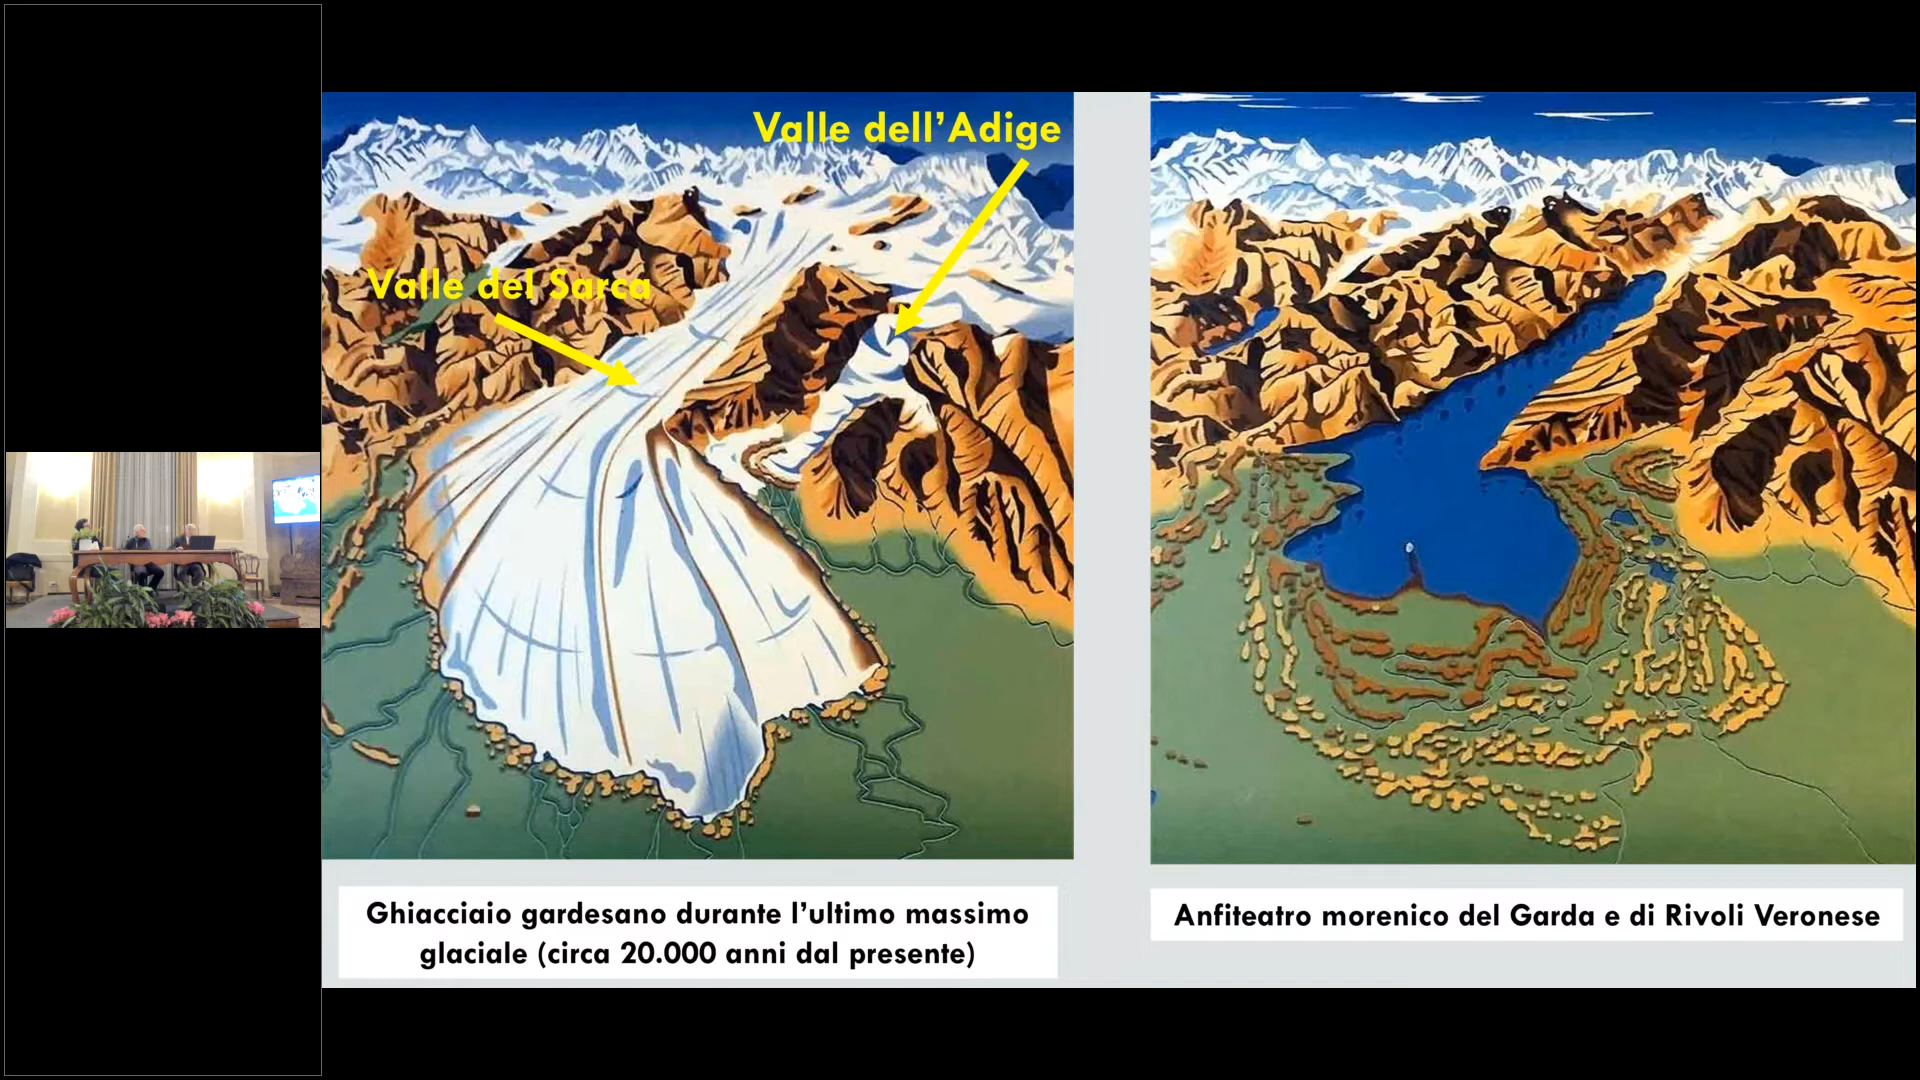 Valle dell’Adige
Valle del Sarca
Ghiacciaio gardesano durante l’ultimo massimo
glaciale (circa 20.000 anni dal presente)
Anfiteatro morenico del Garda e di Rivoli Veronese